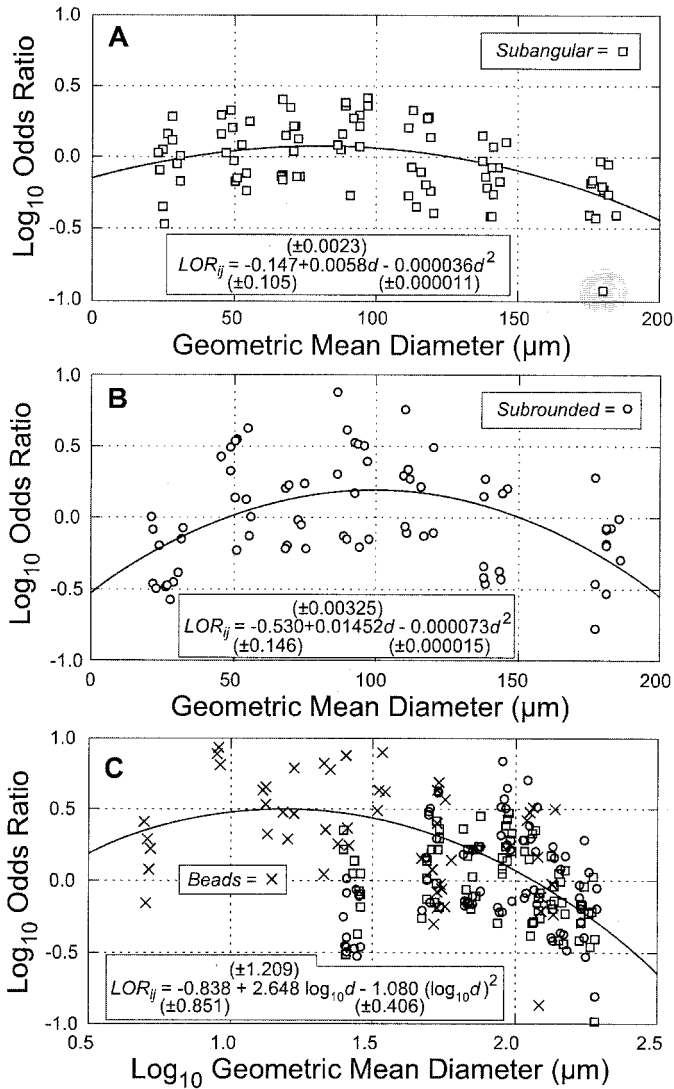 A
Subangular =
1.0
0.5
0.0
-0.5
-1.0
Log10 Odds Ratio
(±0.0023)
LORij = -0.147+0.0058d - 0.000036d2
(±0.105) (±0.000011)
0 50 100 150 200
Geometric Mean Diameter (µm)
B
Subrounded =
1.0
0.5
0.0
-0.5
-1.0
Log10 Odds Ratio
(±0.00325)
LORij = -0.530+0.01452d - 0.000073d2
(±0.146) (±0.000015)
0 50 100 150 200
Geometric Mean Diameter (µm)
C
1.0
0.5
0.0
-0.5
-1.0
Log10 Odds Ratio
Beads = ×
(±1.209)
LORij = -0.838 + 2.648 log10d - 1.080 (log10d)2
(±0.851) (±0.406)
0.5 1.0 1.5 2.0 2.5
Log10 Geometric Mean Diameter (µm)